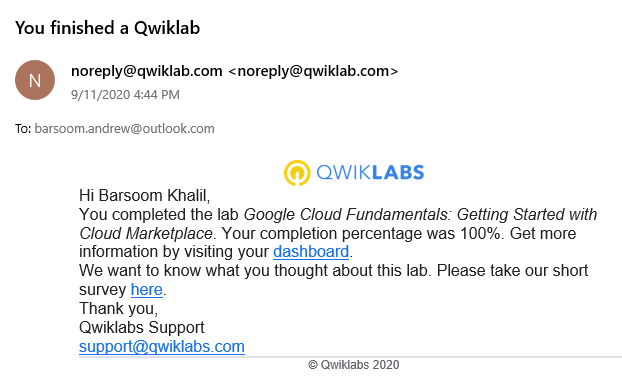 You finished a Qwiklab
N
noreply@qwiklab.com <noreply@qwiklab.com>
9/11/2020 4:44 PM
To: barsoom.andrew@outlook.com
QWIKLABS
Hi Barsoom Khalil,
You completed the lab Google Cloud Fundamentals: Getting Started with
Cloud Marketplace. Your completion percentage was 100%. Get more
information by visiting your dashboard.
We want to know what you thought about this lab. Please take our short
survey here.
Thank you,
Qwiklabs Support
support@qwiklabs.com
© Qwiklabs 2020